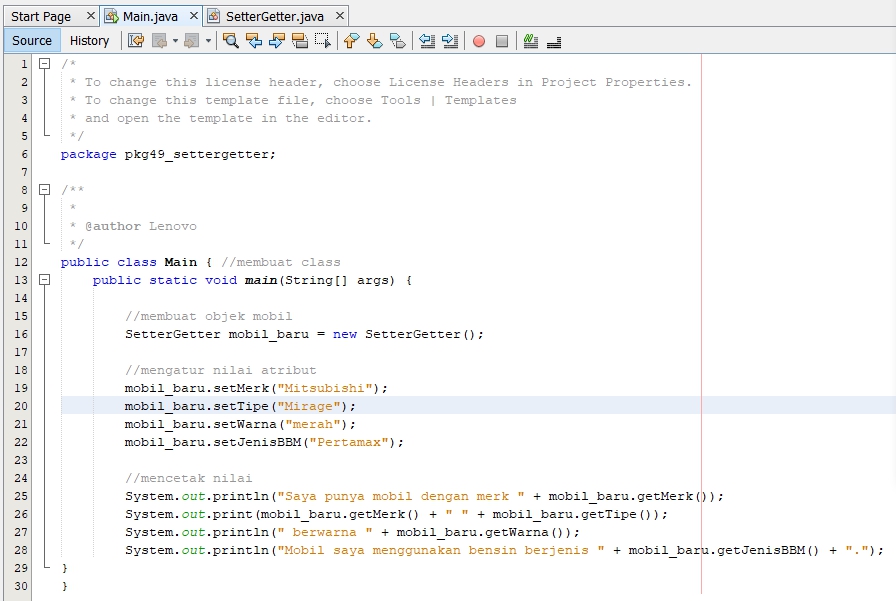 Start Page
Main.java
SetterGetter.java
Source History
1 /*
2 * To change this license header, choose License Headers in Project Properties.
3 * To change this template file, choose Tools | Templates
4 * and open the template in the editor.
5 */
6 package pkg49_settergetter;
7
8 /**
9 *
10 * @author Lenovo
11 */
12 public class Main { //membuat class
13 public static void main(String[] args) {
14
15 //membuat objek mobil
16 SetterGetter mobil_baru = new SetterGetter();
17
18 //mengatur nilai atribut
19 mobil_baru.setMerk("Mitsubishi");
20 mobil_baru.setTipe("Mirage");
21 mobil_baru.setWarna("merah");
22 mobil_baru.setJenisBBM("Pertamax");
23
24 //mencetak nilai
25 System.out.println("Saya punya mobil dengan merk " + mobil_baru.getMerk());
26 System.out.print(mobil_baru.getMerk() + " " + mobil_baru.getTipe());
27 System.out.println(" berwarna " + mobil_baru.getWarna());
28 System.out.println("Mobil saya menggunakan bensin berjenis " + mobil_baru.getJenisBBM() + ".");
29 }
30 }